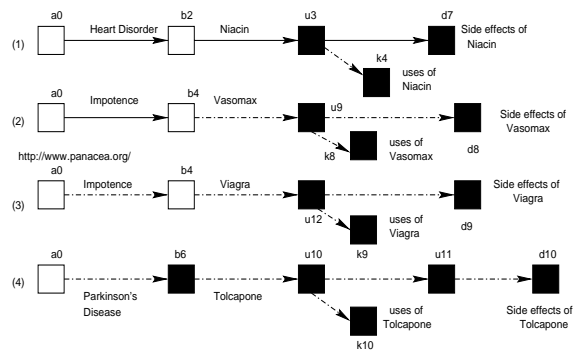 a0 Heart Disorder b2 Niacin u3 d7 Side effects of
(1) Niacin
k4 uses of
Niacin
a0 Impotence b4 Vasomax u9 Side effects of
(2) Vasomax
k8 uses of d8
Vasomax
http://www.panacea.org/
a0 Impotence b4 Viagra Side effects of
(3) Viagra
u12 uses of d9
k9 Viagra
a0 b6 u10 u11 d10
(4)
Parkinson's Tolcapone uses of Side effects of
Disease Tolcapone Tolcapone
k10